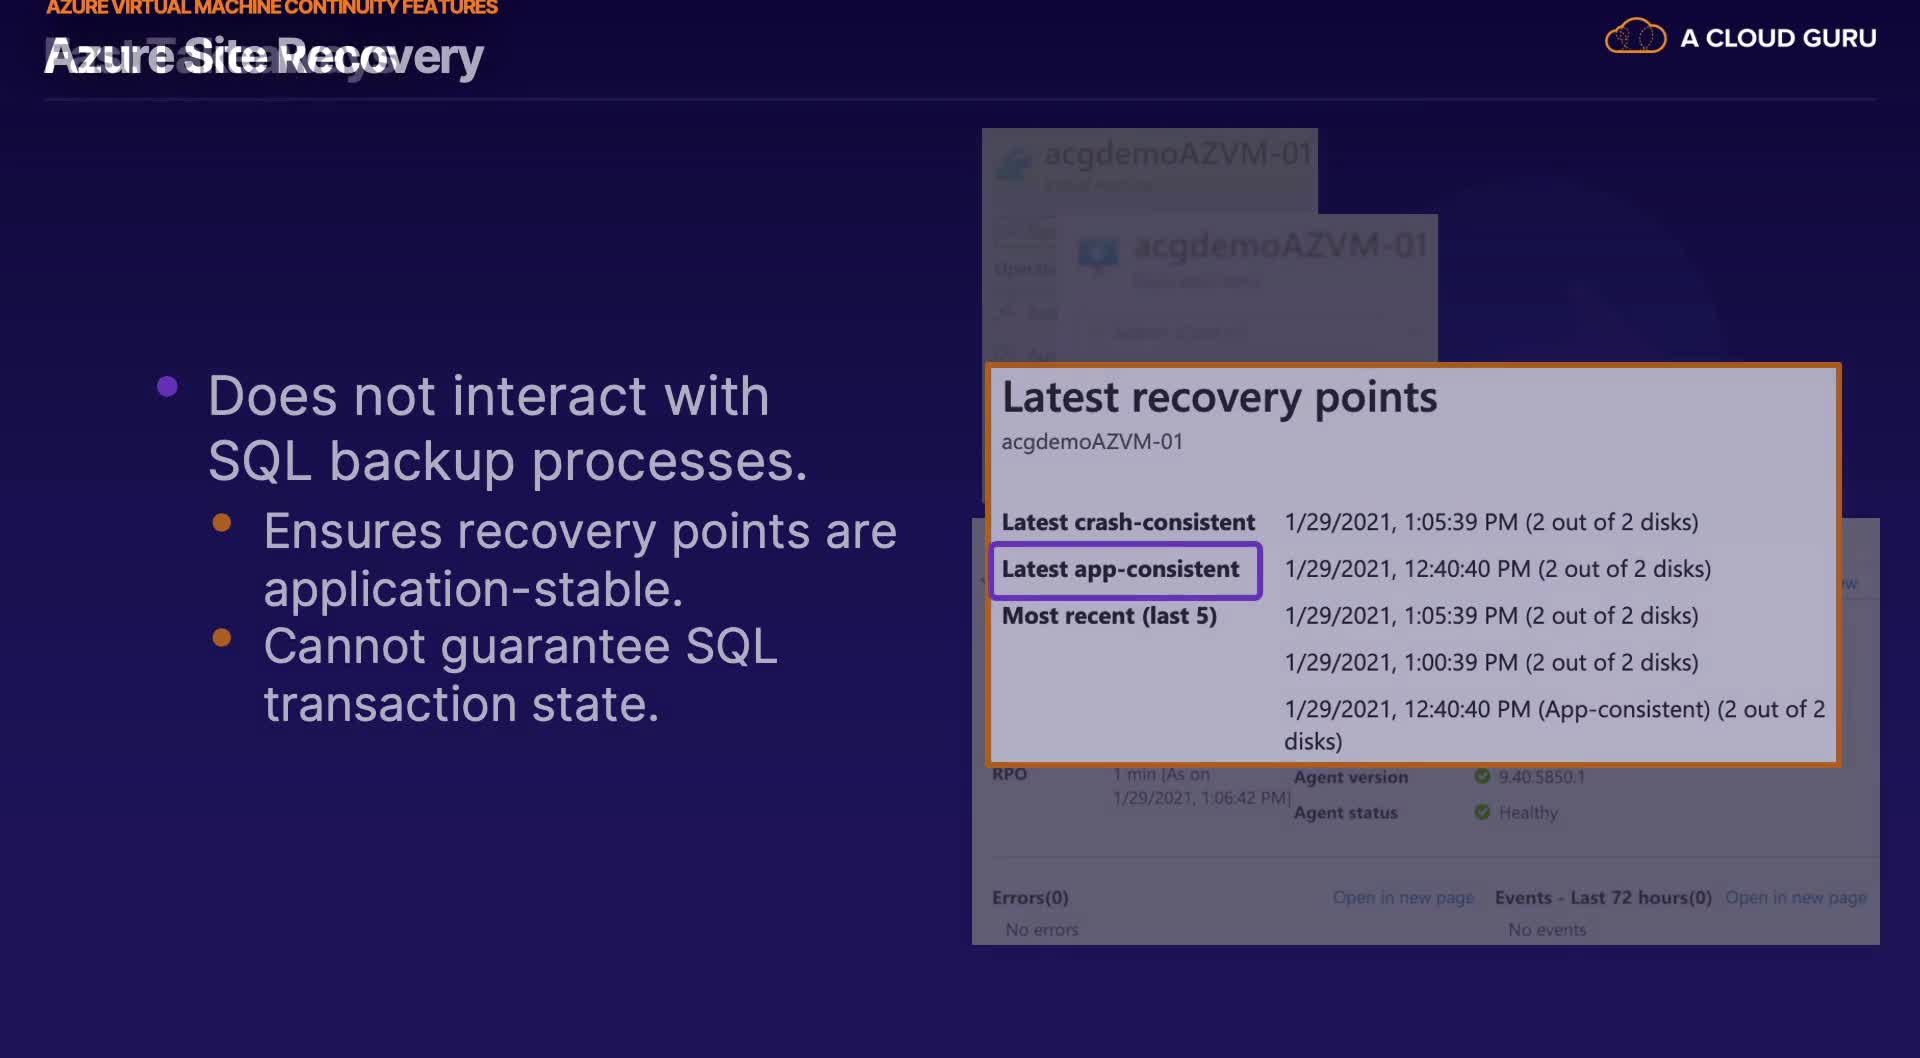 AZURE VIRTUAL MACHINE CONTINUITY FEATURES
Azure Site Recovery
A CLOUD GURU
Does not interact with
SQL backup processes.
Ensures recovery points are
application-stable.
Cannot guarantee SQL
transaction state.
acgdemoAZVM-01
acgdemoAZVM-01
Latest recovery points
acgdemoAZVM-01
Latest crash-consistent 1/29/2021, 1:05:39 PM (2 out of 2 disks)
Latest app-consistent 1/29/2021, 12:40:40 PM (2 out of 2 disks)
Most recent (last 5) 1/29/2021, 1:05:39 PM (2 out of 2 disks)
1/29/2021, 1:00:39 PM (2 out of 2 disks)
1/29/2021, 12:40:40 PM (App-consistent) (2 out of 2
disks)
RPO 1 min [As on
1/29/2021, 1:06:42 PM]
Agent version 9.40.5850.1
Agent status Healthy
Errors(0) Open in new page
No errors
Events - Last 72 hours(0) Open in new page
No events